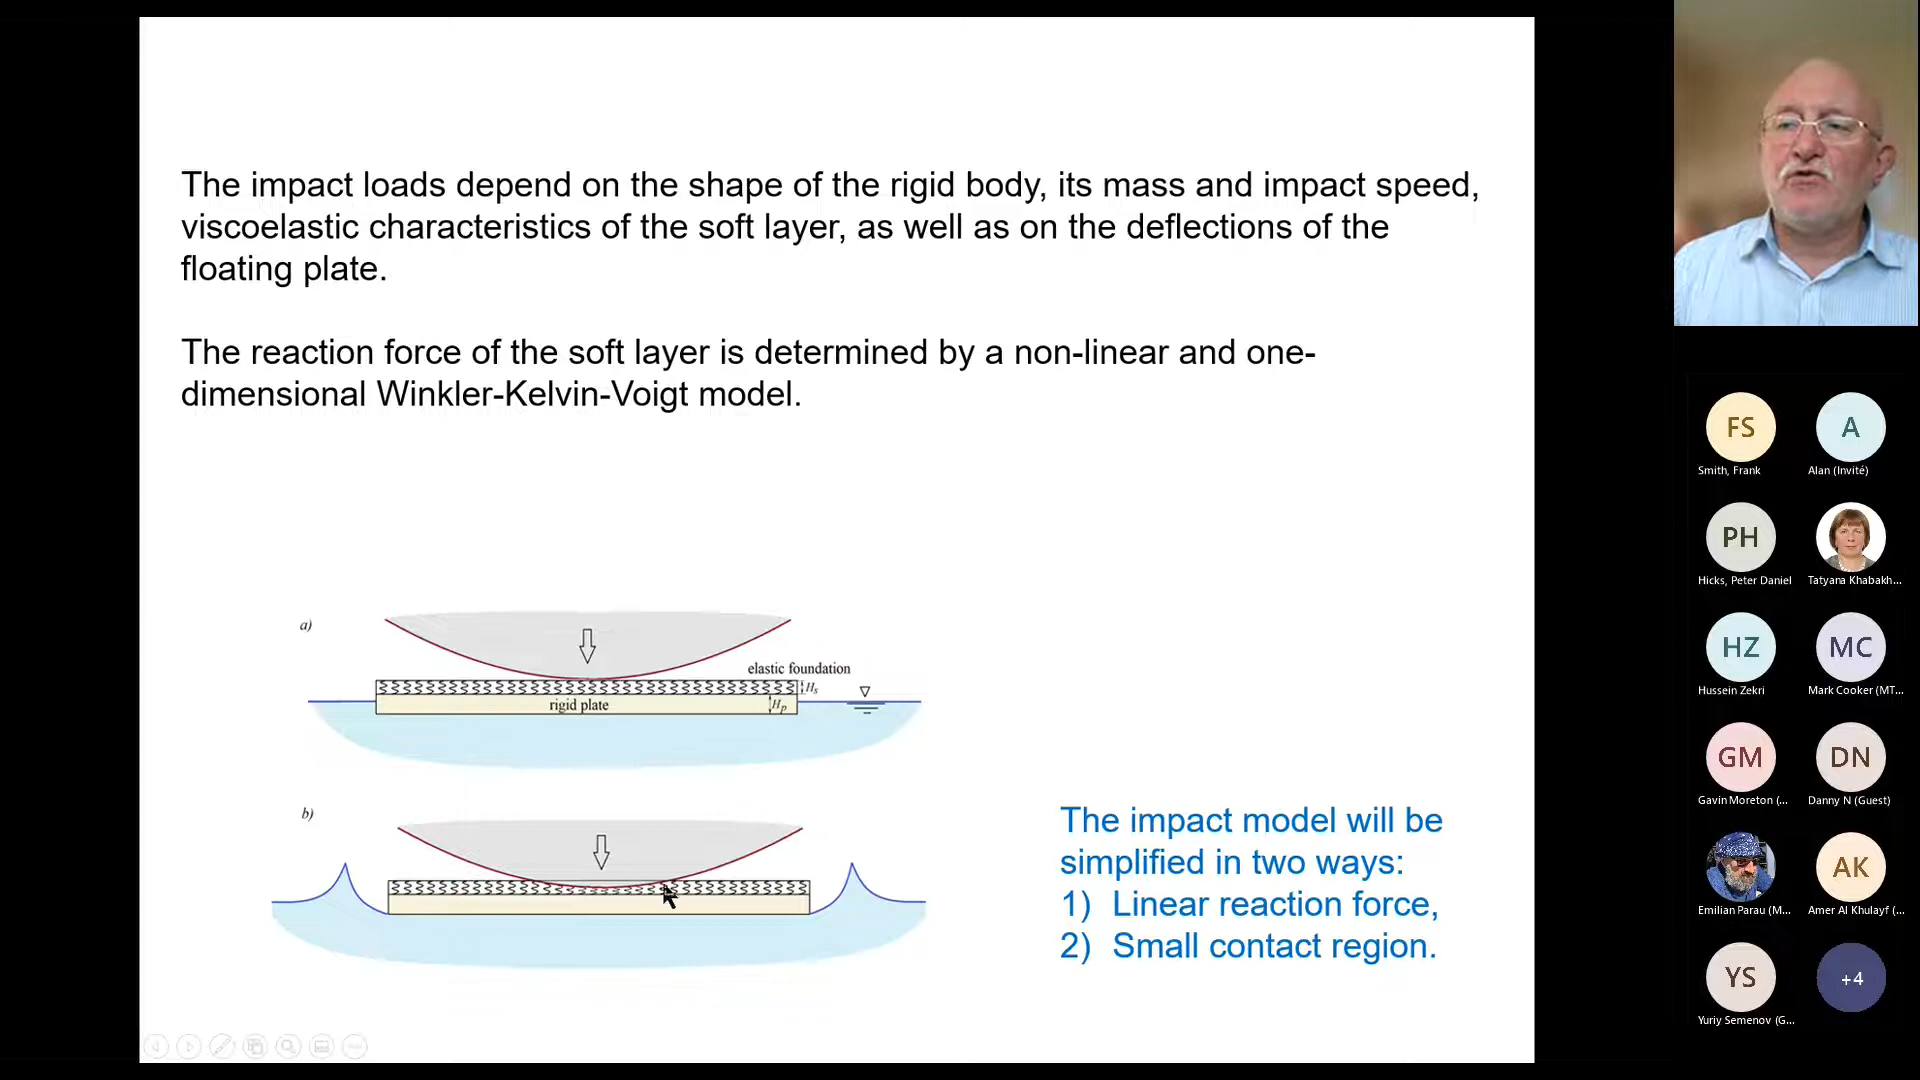 The impact loads depend on the shape of the rigid body, its mass and impact speed,
viscoelastic characteristics of the soft layer, as well as on the deflections of the
floating plate.
The reaction force of the soft layer is determined by a non-linear and one-
dimensional Winkler-Kelvin-Voigt model.
a)
elastic foundation
Hs
rigid plate
Hp
b)
The impact model will be
simplified in two ways:
1) Linear reaction force,
2) Small contact region.
FS
A
Smith, Frank
Alan (Invité)
PH
Hicks, Peter Daniel
Tatyana Khabakh...
HZ
MC
Hussein Zekri
Mark Cooker (MT...
GM
DN
Gavin Moreton (...
Danny N (Guest)
AK
Emilian Parau (M...
Amer Al Khulayf (...
YS
+4
Yuriy Semenov (G...